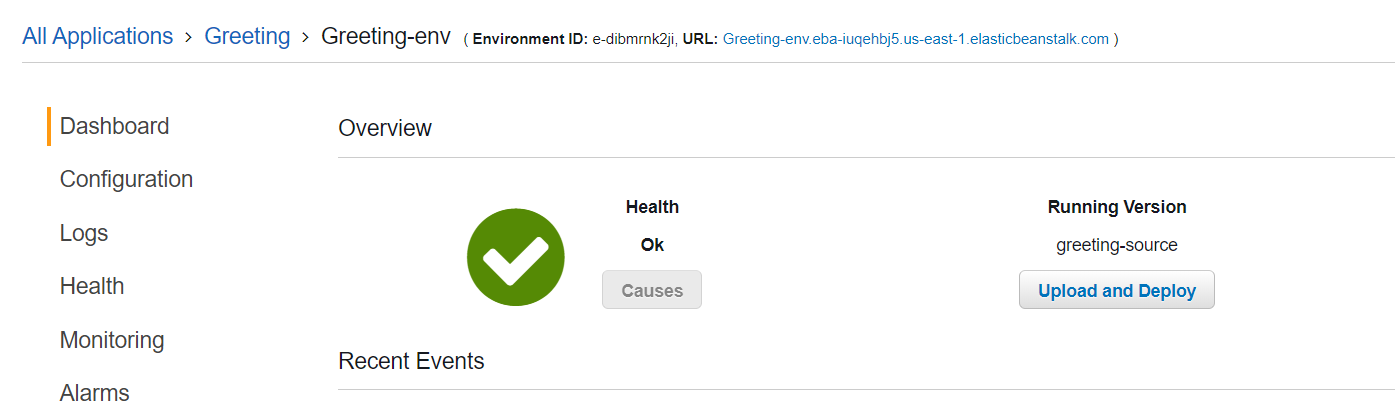 All Applications > Greeting > Greeting-env ( Environment ID: e-dibmrnk2ji, URL: Greeting-env.eba-iuqehbj5.us-east-1.elasticbeanstalk.com )
Dashboard
Configuration
Logs
Health
Monitoring
Alarms
Overview
Health
Ok
Causes
Running Version
greeting-source
Upload and Deploy
Recent Events